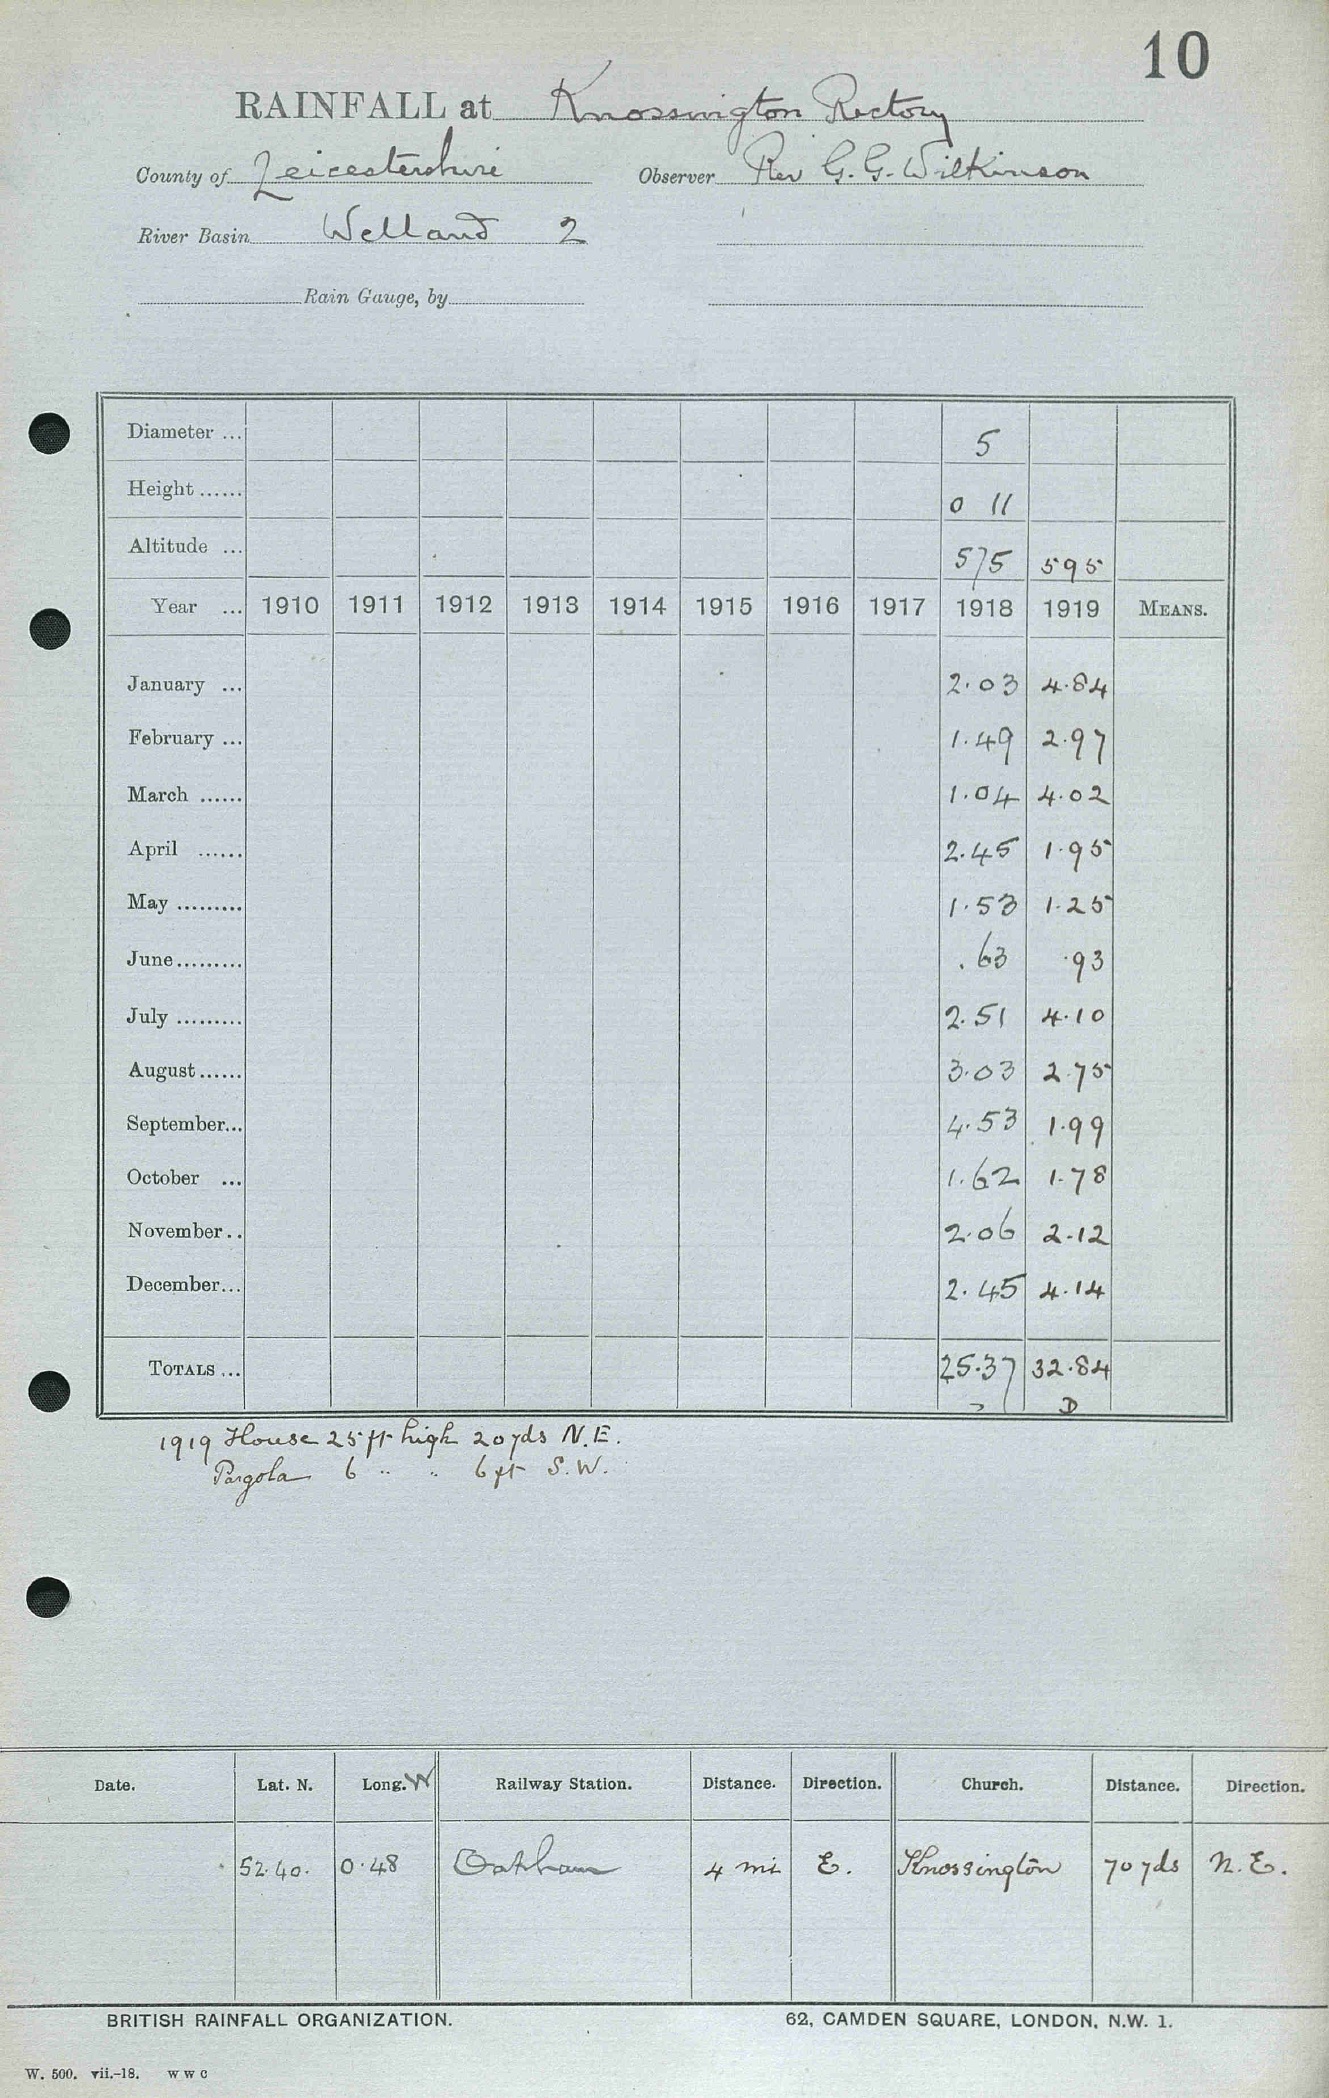 10
RAINFALL at Knossington Rectory
County of Leicestershire Observer Rev G. G. Wilkinson
River Basin Welland 2
Rain Gauge, by
Diameter ... 5
Height ...... 0 11
Altitude ... 575 595
Year ... 1910 1911 1912 1913 1914 1915 1916 1917 1918 1919 MEANS.
January ... 2.03 4.84
February ... 1.49 2.97
March ...... 1.04 4.02
April ...... 2.45 1.95
May ......... 1.53 1.25
June ......... .63 .93
July ......... 2.51 4.10
August ...... 3.03 2.75
September... 4.53 1.99
October ... 1.62 1.78
November.. 2.06 2.12
December... 2.45 4.14
TOTALS ... 25.37 32.84
D
1919 House 25 ft high 20 yds N.E.
Pargola 6 " " 6 ft S.W.
Date. Lat. N. Long. W Railway Station. Distance. Direction. Church. Distance. Direction.
52.40. 0.48 Oakham 4 mi E. Knossington 70 yds N.E.
BRITISH RAINFALL ORGANIZATION. 62, CAMDEN SQUARE, LONDON, N.W. 1.
W. 500. vii.-18. W W C